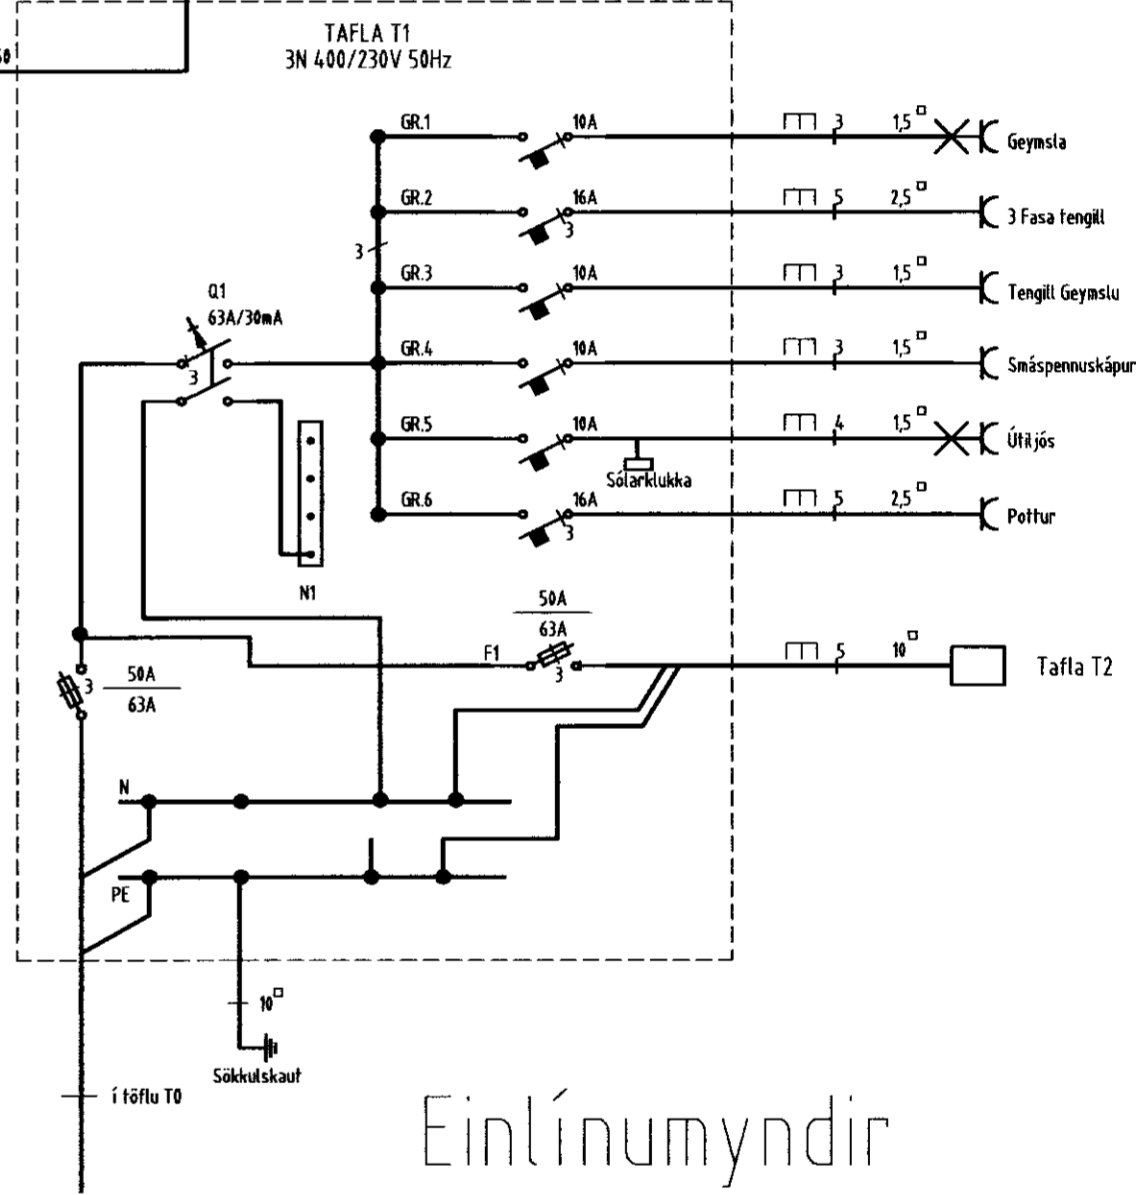 TAFLA T1
3N 400/230V 50Hz
GR.1 10A 3 1,5 Geymsla
GR.2 16A 3 5 2,5 3 Fasa tengill
3
GR.3 10A 3 1,5 Tengill Geymslu
Q1
63A/30mA
3
GR.4 10A 3 1,5 Smáspennuskápur
GR.5 10A 4 1,5 Útiljós
Sólarklukka
GR.6 16A 3 5 2,5 Pottur
N1
50A
63A
F1 3 5 10 Tafla T2
3 50A
63A
N
PE
10
Sökkulskaut
í töflu T0
Einlínumyndir